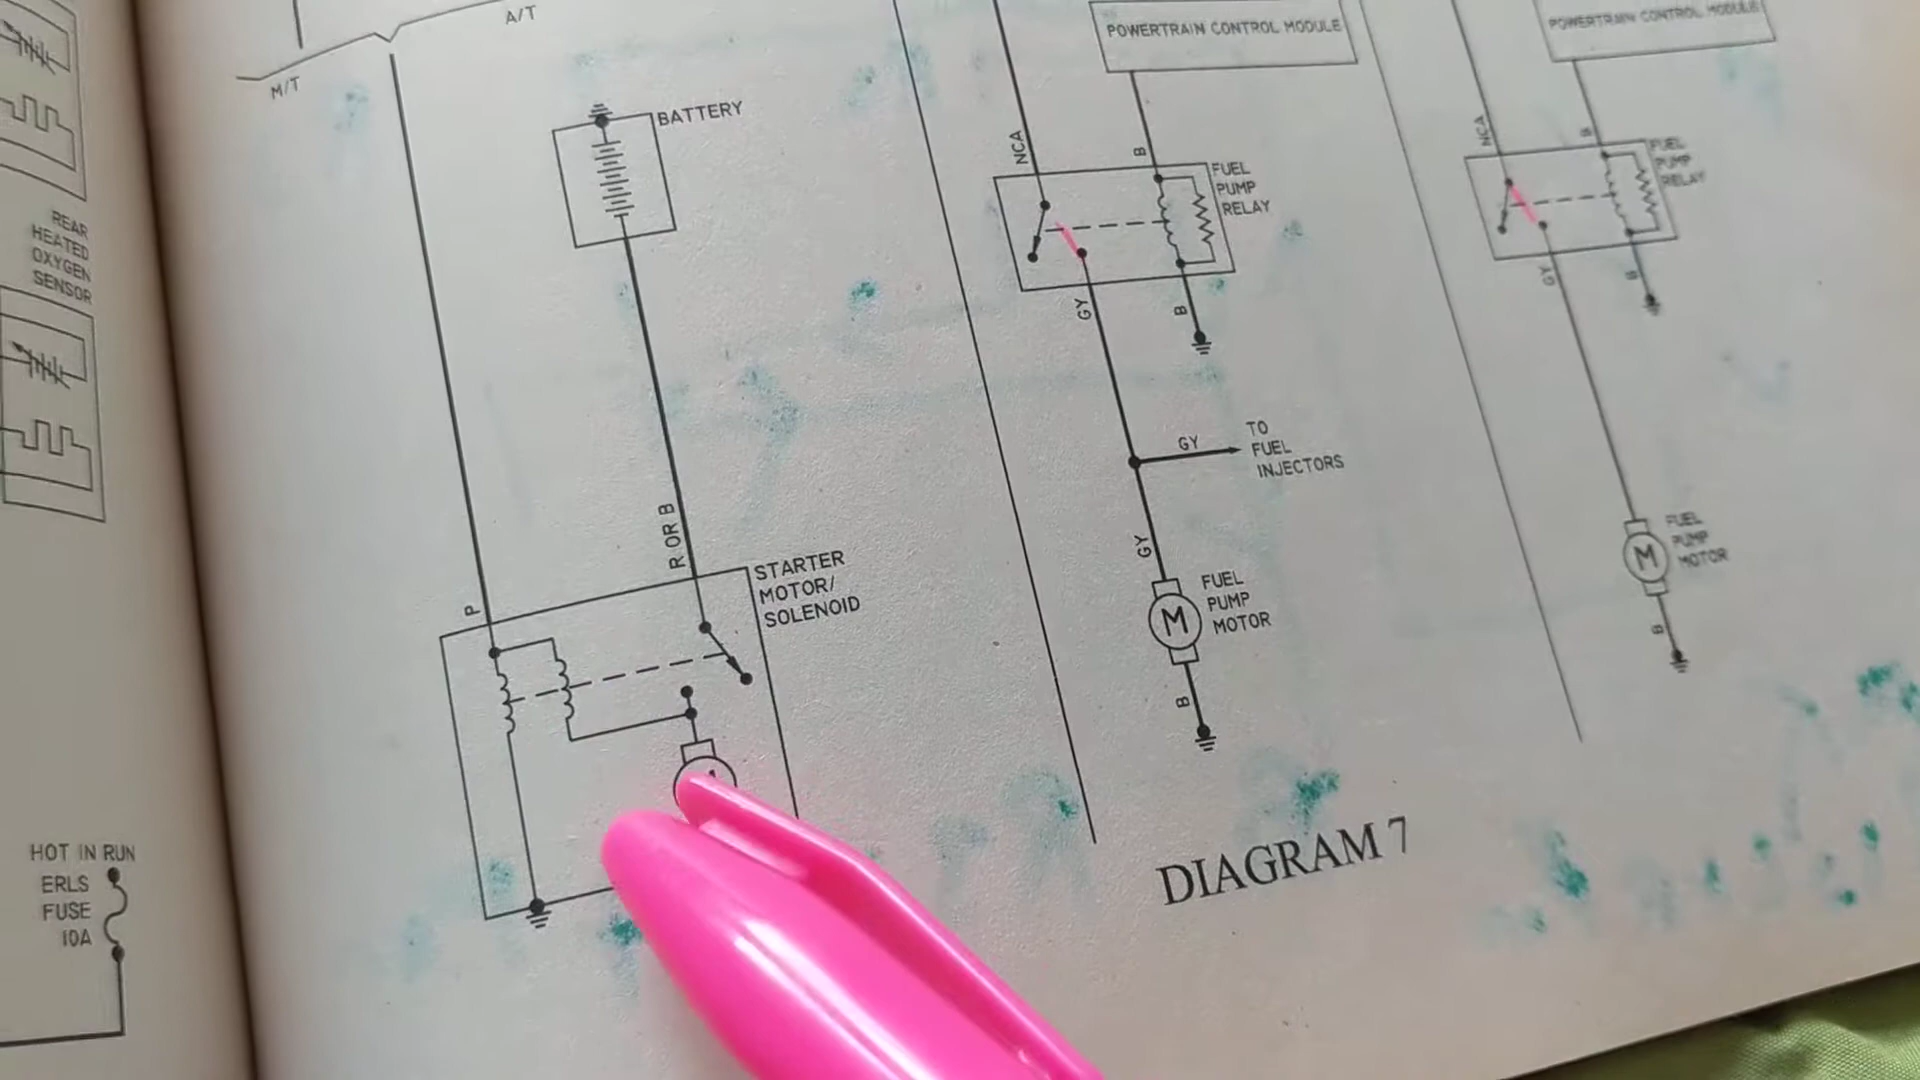 A/T
M/T
BATTERY
REAR
HEATED
OXYGEN
SENSOR
P
R OR B
STARTER
MOTOR/
SOLENOID
HOT IN RUN
ERLS
FUSE
10A
POWERTRAIN CONTROL MODULE
NCA
B
FUEL
PUMP
RELAY
GY
B
GY
TO
FUEL
INJECTORS
GY
M
FUEL
PUMP
MOTOR
B
DIAGRAM 7
POWERTRAIN CONTROL MODULE
NCA
B
FUEL
PUMP
RELAY
GY
B
M
FUEL
PUMP
MOTOR
B